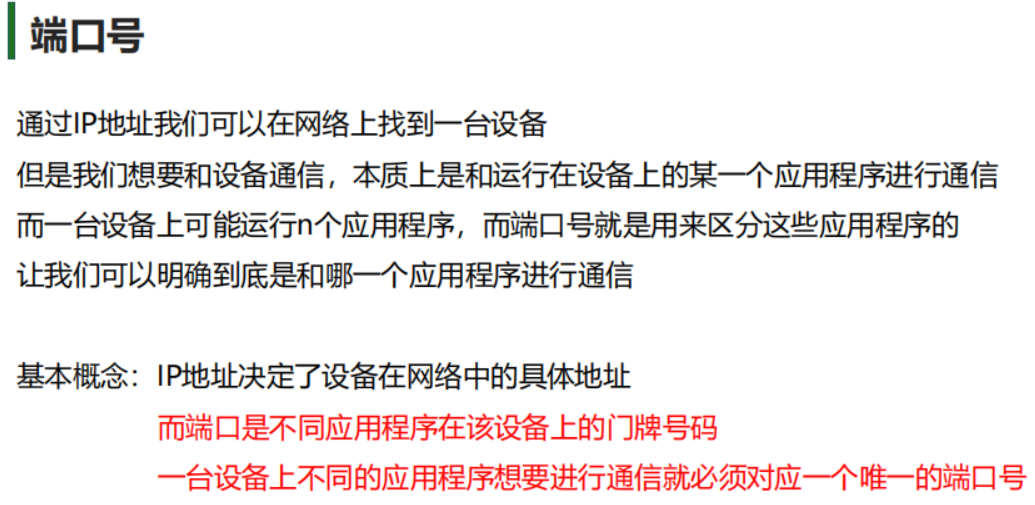 端口号
通过IP地址我们可以在网络上找到一台设备
但是我们想要和设备通信，本质上是和运行在设备上的某一个应用程序进行通信
而一台设备上可能运行n个应用程序，而端口号就是用来区分这些应用程序的
让我们可以明确到底是和哪一个应用程序进行通信
基本概念：IP地址决定了设备在网络中的具体地址
而端口是不同应用程序在该设备上的门牌号码
一台设备上不同的应用程序想要进行通信就必须对应一个唯一的端口号